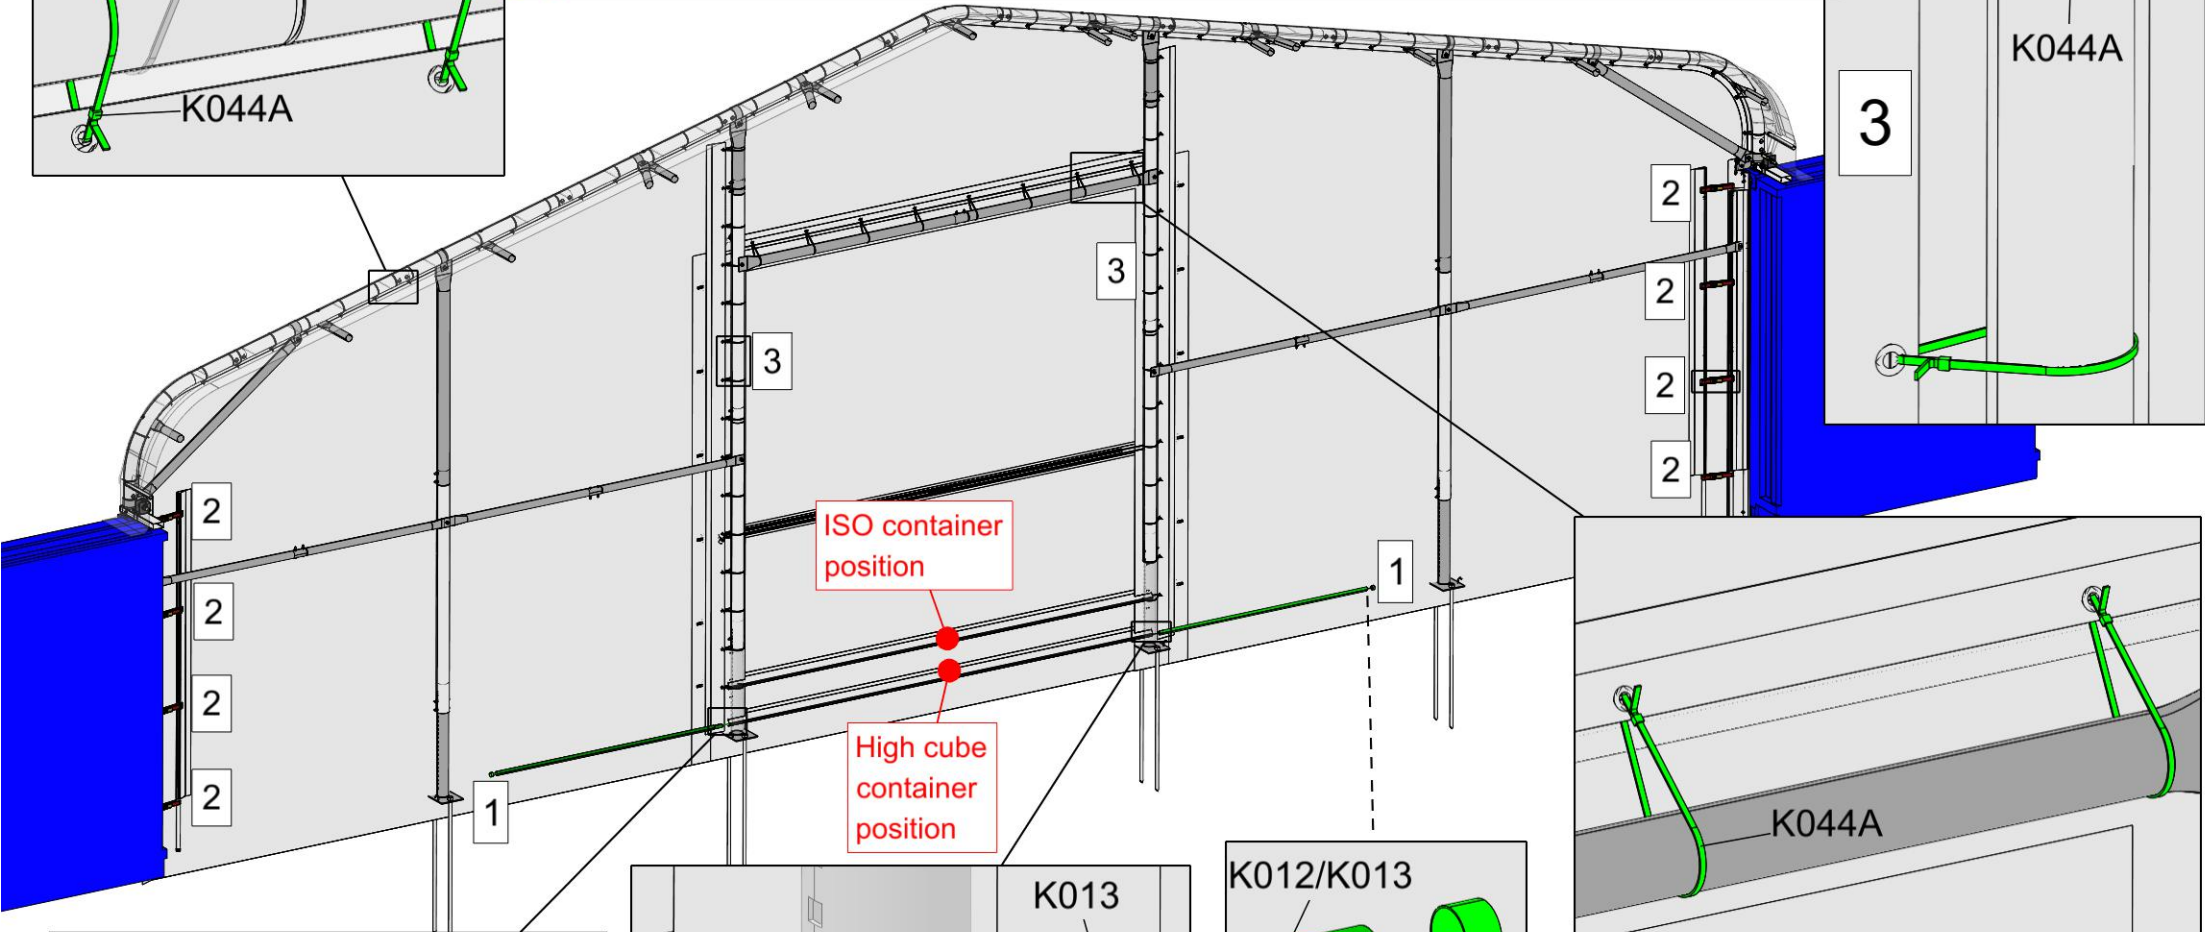 K044A
K044A
3
2
3
2
3
2
2
2
ISO container
position
1
2
2
High cube
container
position
2
1
K044A
K013
K012/K013